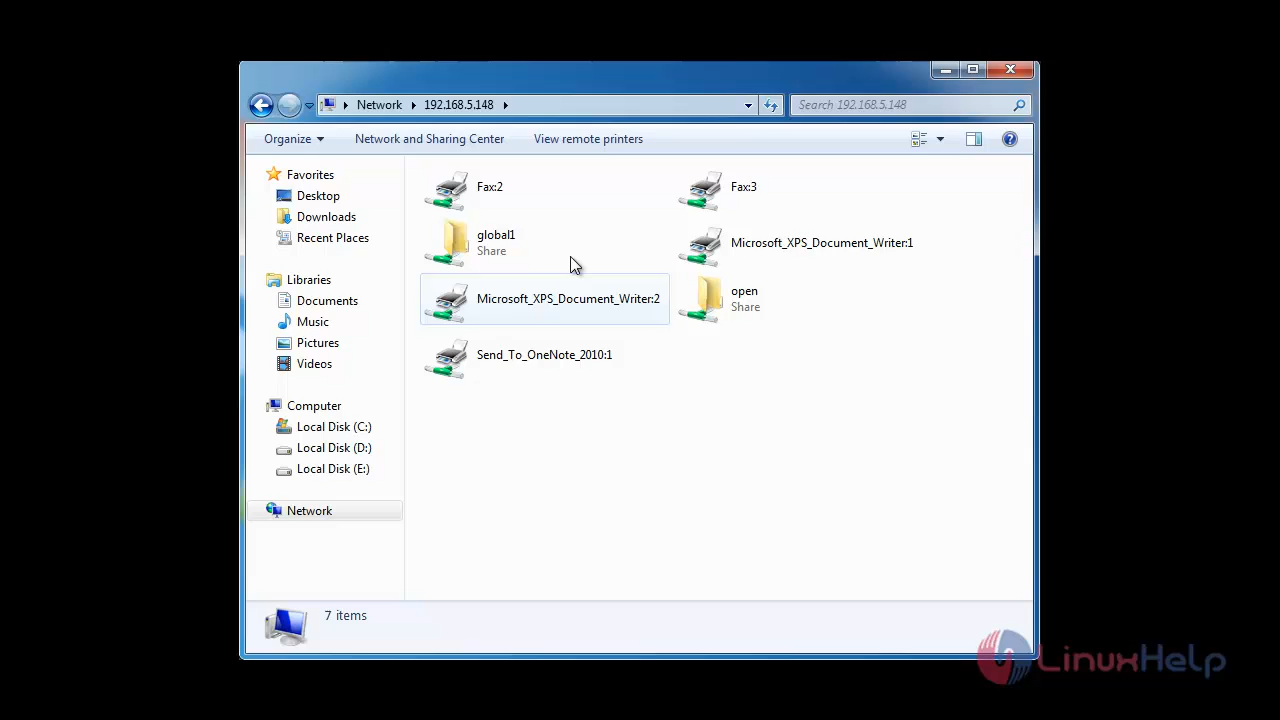 Network 192.168.5.148
Search 192.168.5.148
Organize Network and Sharing Center View remote printers
Favorites
Desktop
Downloads
Recent Places
Libraries
Documents
Music
Pictures
Videos
Computer
Local Disk (C:)
Local Disk (D:)
Local Disk (E:)
Network
Fax:2
Fax:3
global1
Share
Microsoft_XPS_Document_Writer:1
Microsoft_XPS_Document_Writer:2
open
Share
Send_To_OneNote_2010:1
7 items
LinuxHelp